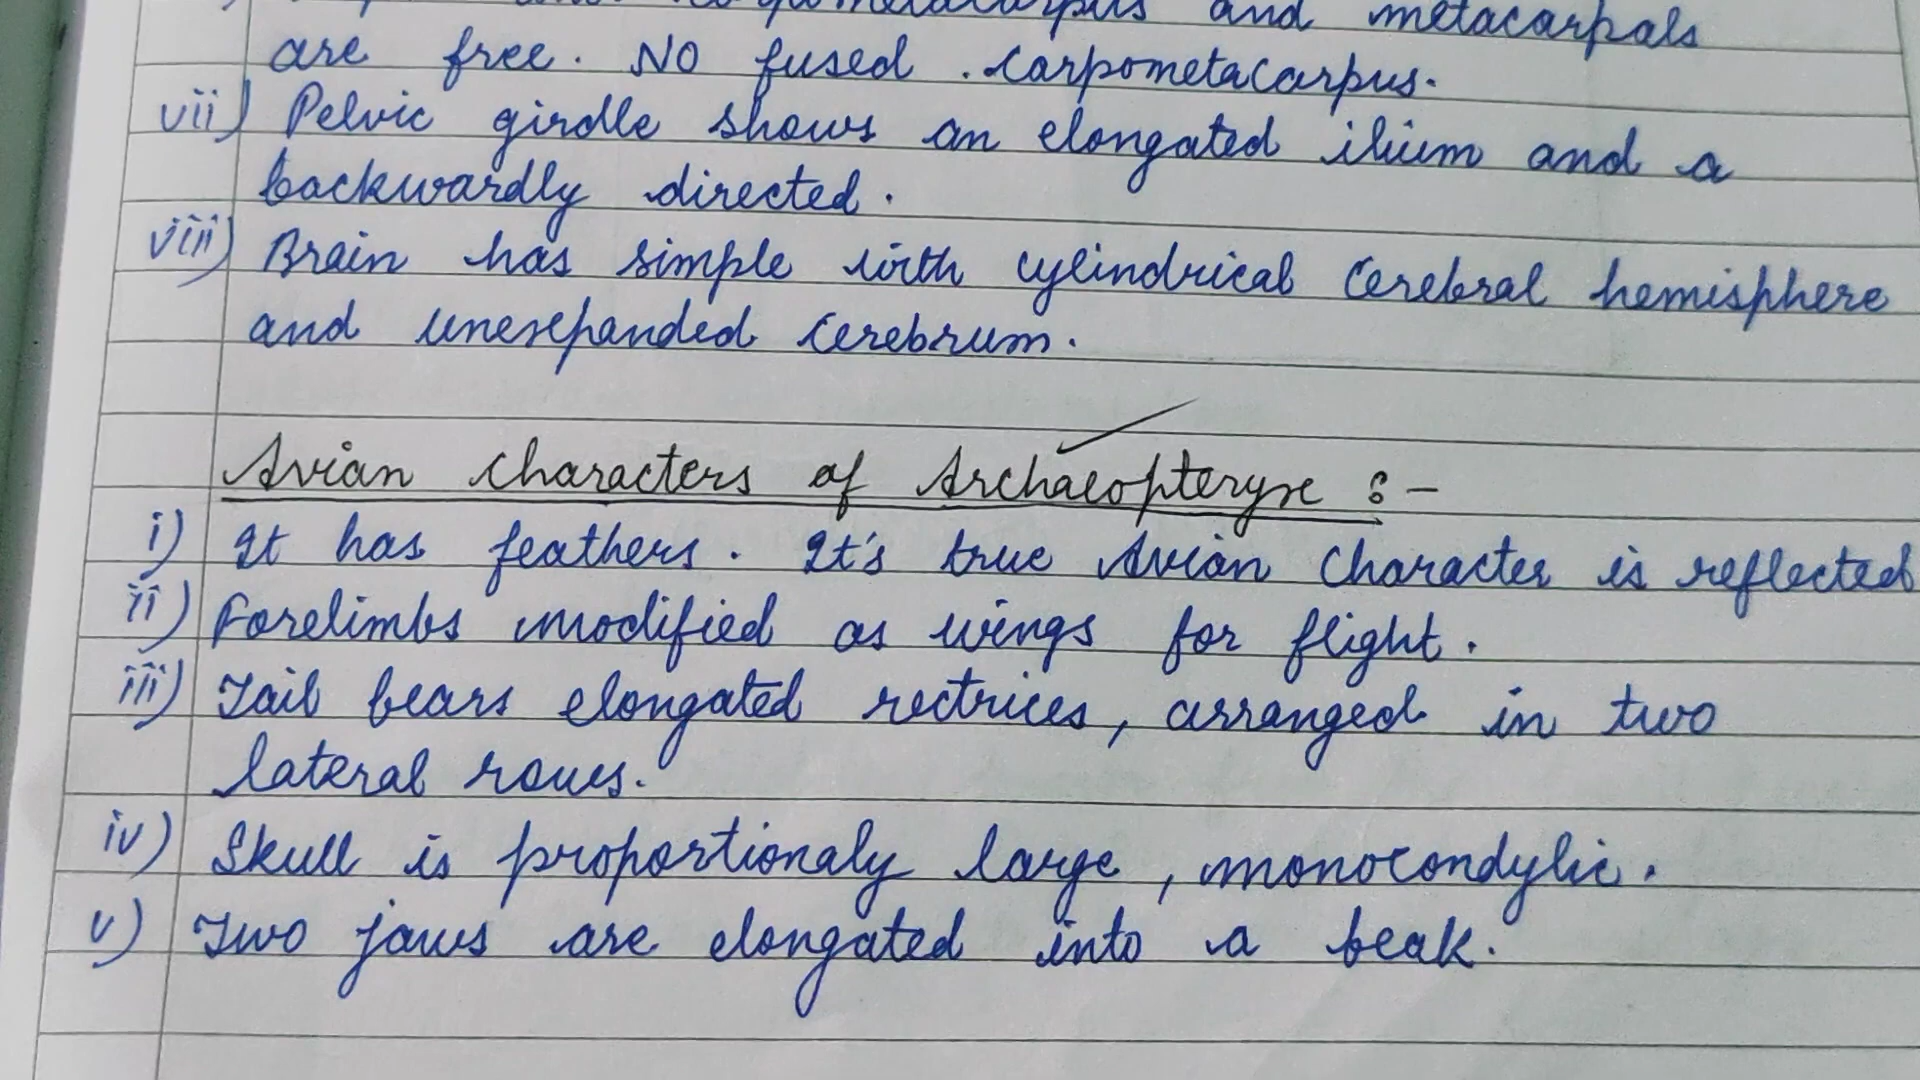 and metacarpals
are free. NO fused . carpometacarpus.
vii) Pelvic girdle shows an elongated ilium and a
backwardly directed.
viii) Brain has simple with cylindrical cerebral hemisphere
and unexpanded cerebrum.
Avian characters of Archaeopteryx :-
i) It has feathers. It's true Avian character is reflected
ii) Forelimbs modified as wings for flight.
iii) Tail bears elongated rectrices, arranged in two
lateral rows.
iv) Skull is proportionaly large, monocondylic.
v) Two jaws are elongated into a beak.